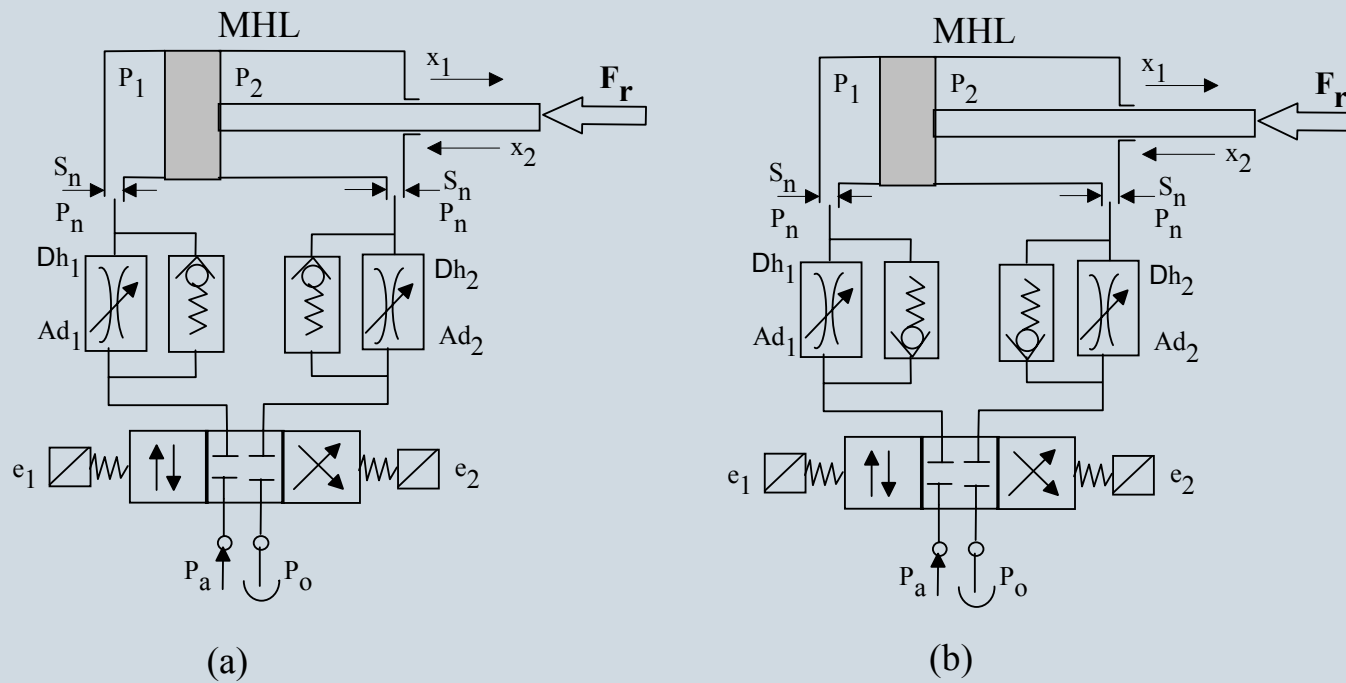 MHL
P1
P2
x1
Fr
x2
Sn
Sn
Pn
Pn
Dh1
Dh2
Ad1
Ad2
e1
e2
Pa
Po
(a)
MHL
P1
P2
x1
Fr
x2
Sn
Sn
Pn
Pn
Dh1
Dh2
Ad1
Ad2
e1
e2
Pa
Po
(b)